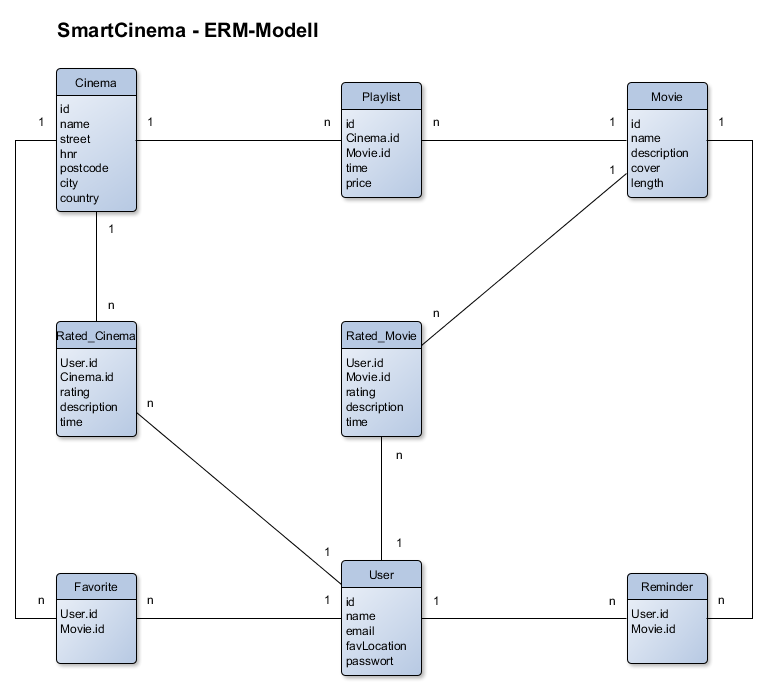 SmartCinema - ERM-Modell
Cinema
id
name
street
hnr
postcode
city
country
Playlist
id
Cinema.id
Movie.id
time
price
Movie
id
name
description
cover
length
1
1
n
n
1
1
1
1
n
n
Rated_Cinema
User.id
Cinema.id
rating
description
time
Rated_Movie
User.id
Movie.id
rating
description
time
n
n
1
1
Favorite
User.id
Movie.id
User
id
name
email
favLocation
passwort
Reminder
User.id
Movie.id
n
n
1
1
n
n